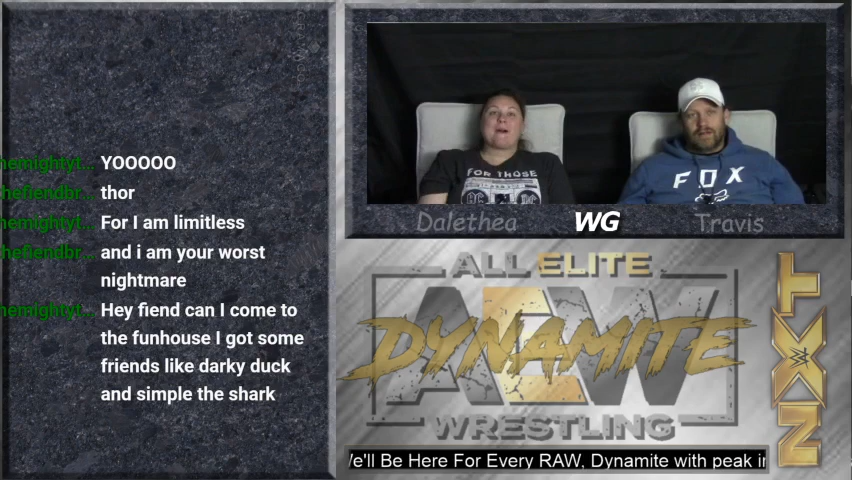 YOOOOO
thor
For I am limitless
and i am your worst
nightmare
Hey fiend can I come to
the funhouse I got some
friends like darky duck
and simple the shark
FOR THOSE
FOX
Dalethea
WG
Travis
ALL ELITE
AEW
DYNAMITE
WRESTLING
NXT
'e'll Be Here For Every RAW, Dynamite with peak in